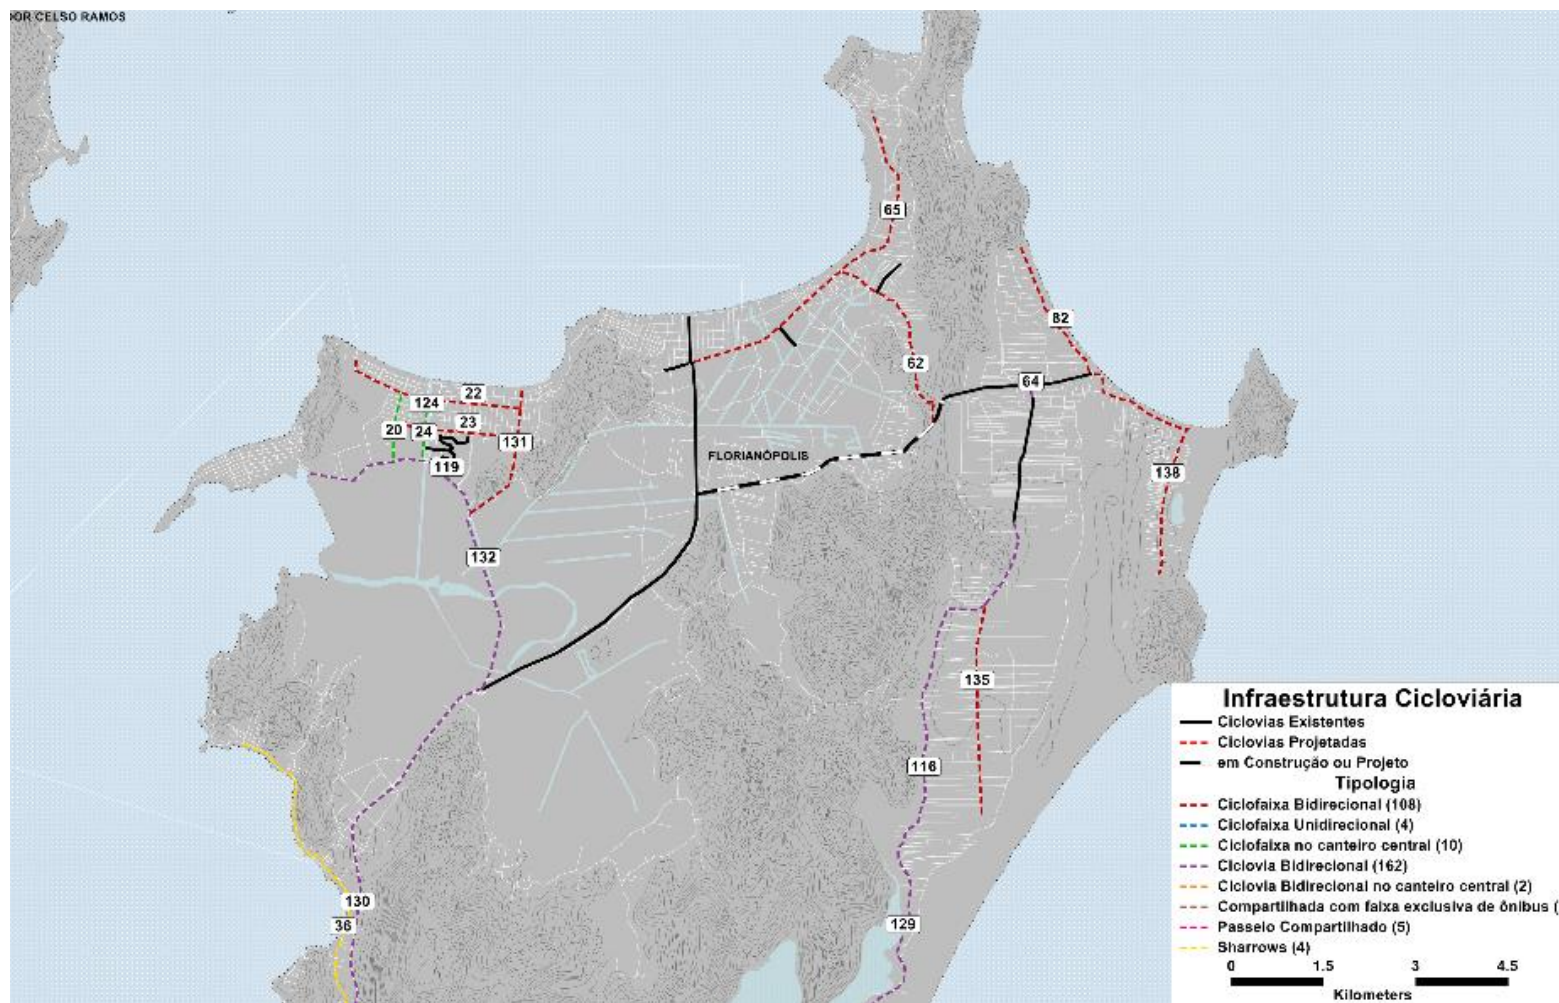 OR CELSO RAMOS
65
82
62
64
22
124
23
20
24
131
119
FLORIANÓPOLIS
138
132
135
116
130
36
129
Infraestrutura Cicloviária
Ciclovias Existentes
Ciclovias Projetadas
em Construção ou Projeto
Tipologia
Ciclofaixa Bidirecional (108)
Ciclofaixa Unidirecional (4)
Ciclofaixa no canteiro central (10)
Ciclovia Bidirecional (162)
Ciclovia Bidirecional no canteiro central (2)
Compartilhada com faixa exclusiva de ônibus (
Passeio Compartilhado (5)
Sharrows (4)
0 1.5 3 4.5
Kilometers